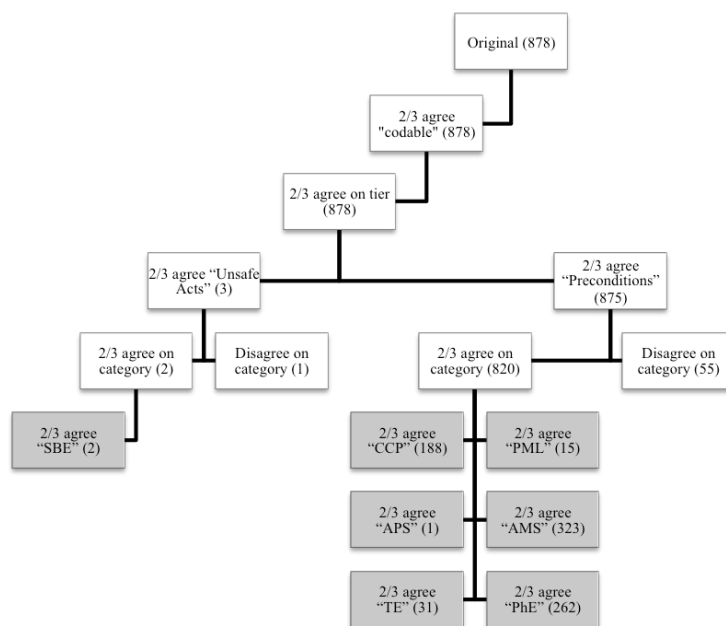 Original (878)
2/3 agree
"codable" (878)
2/3 agree on tier
(878)
2/3 agree “Unsafe
Acts” (3)
2/3 agree
“Preconditions”
(875)
2/3 agree on
category (2)
Disagree on
category (1)
2/3 agree on
category (820)
Disagree on
category (55)
2/3 agree
“SBE” (2)
2/3 agree
“CCP” (188)
2/3 agree
“PML” (15)
2/3 agree
“APS” (1)
2/3 agree
“AMS” (323)
2/3 agree
“TE” (31)
2/3 agree
“PhE” (262)